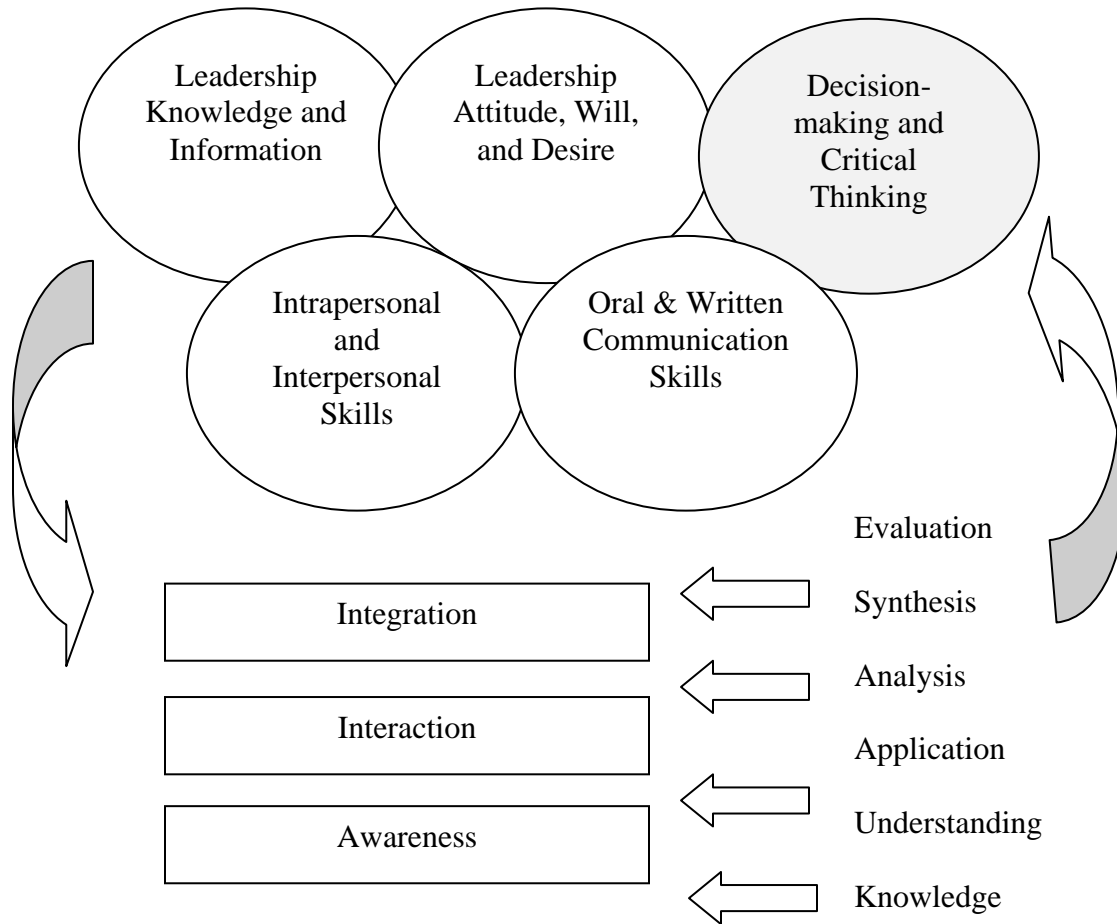 Leadership
Knowledge and
Information
Leadership
Attitude, Will,
and Desire
Decision-
making and
Critical
Thinking
Intrapersonal
and
Interpersonal
Skills
Oral & Written
Communication
Skills
Integration
Interaction
Awareness
Evaluation
Synthesis
Analysis
Application
Understanding
Knowledge